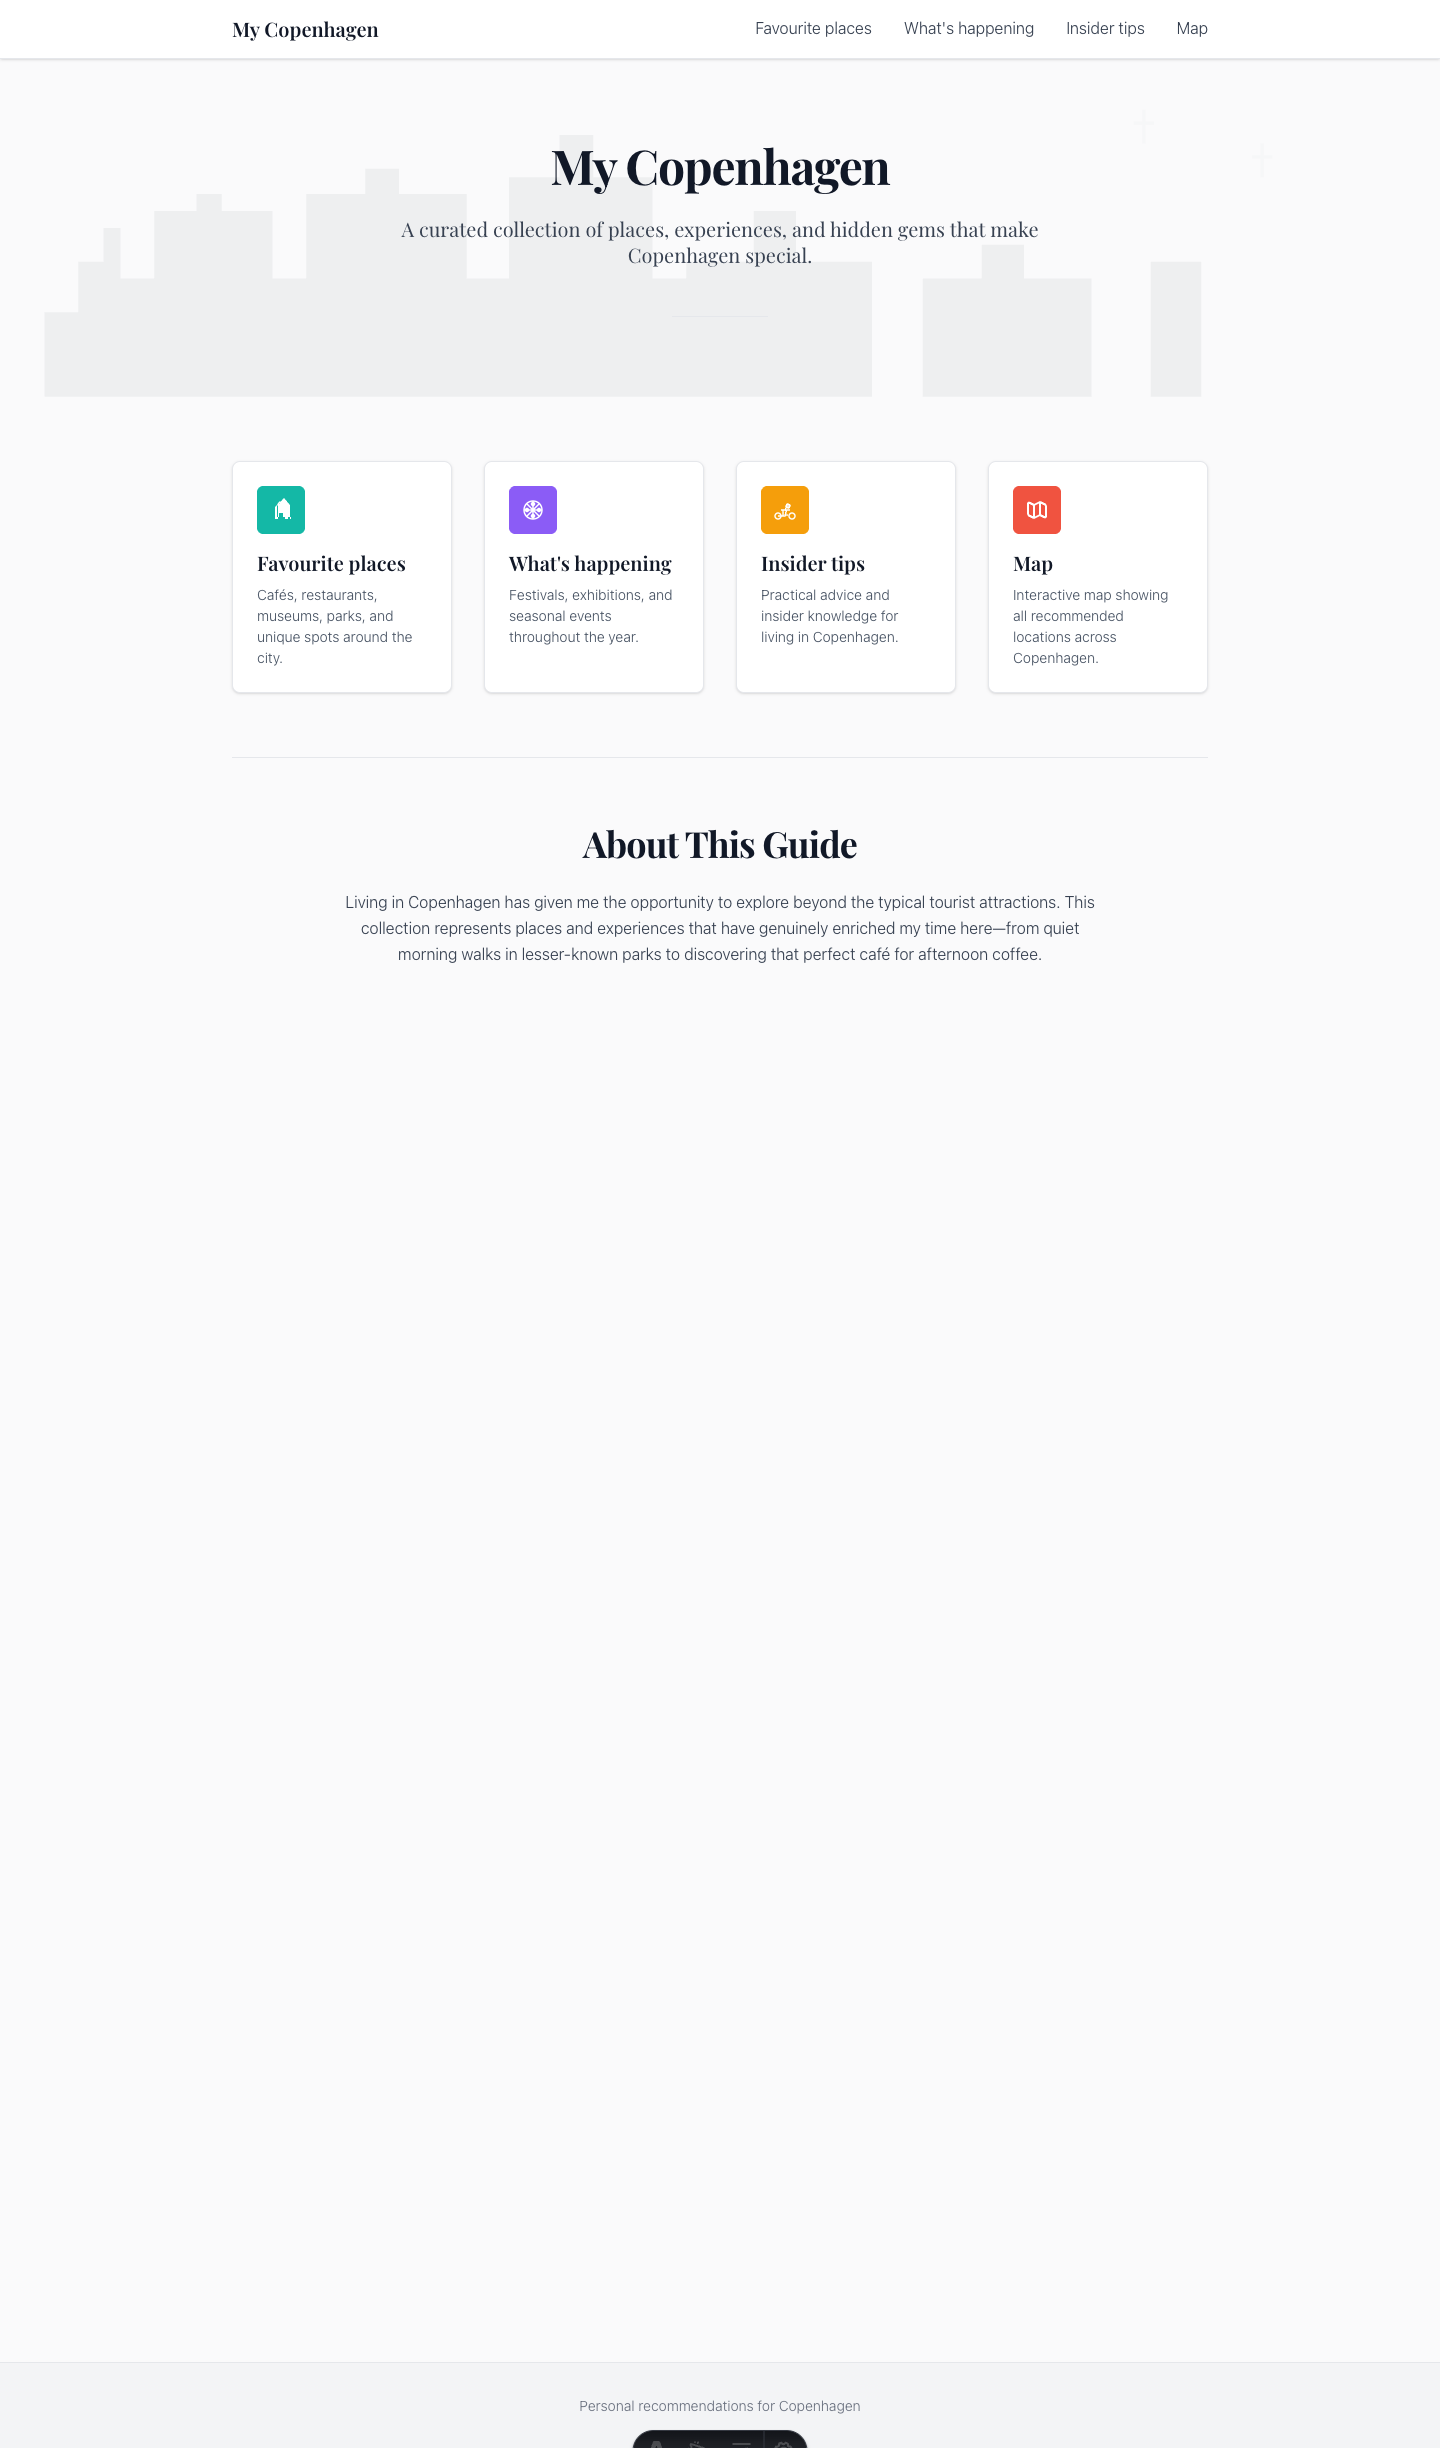 My Copenhagen
Favourite places
What's happening
Insider tips
Map
My Copenhagen
A curated collection of places, experiences, and hidden gems that make
Copenhagen special.
Favourite places
Cafés, restaurants,
museums, parks, and
unique spots around the
city.
What's happening
Festivals, exhibitions, and
seasonal events
throughout the year.
Insider tips
Practical advice and
insider knowledge for
living in Copenhagen.
Map
Interactive map showing
all recommended
locations across
Copenhagen.
About This Guide
Living in Copenhagen has given me the opportunity to explore beyond the typical tourist attractions. This
collection represents places and experiences that have genuinely enriched my time here—from quiet
morning walks in lesser-known parks to discovering that perfect café for afternoon coffee.
Personal recommendations for Copenhagen